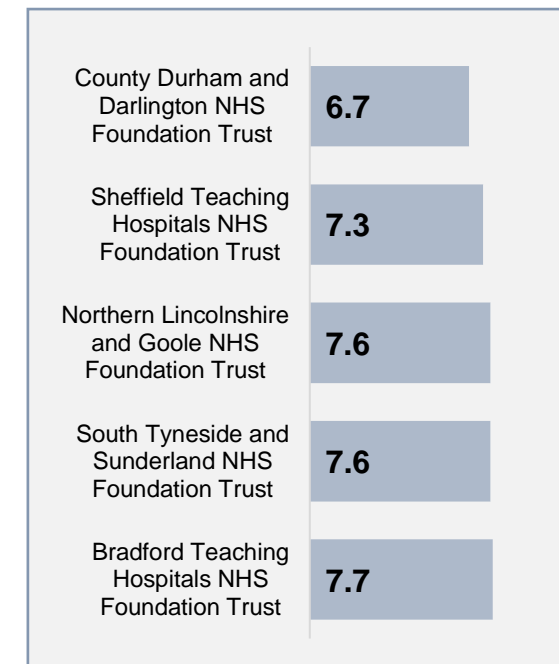 County Durham and
Darlington NHS
Foundation Trust
6.7
Sheffield Teaching
Hospitals NHS
Foundation Trust
7.3
Northern Lincolnshire
and Goole NHS
Foundation Trust
7.6
South Tyneside and
Sunderland NHS
Foundation Trust
7.6
Bradford Teaching
Hospitals NHS
Foundation Trust
7.7